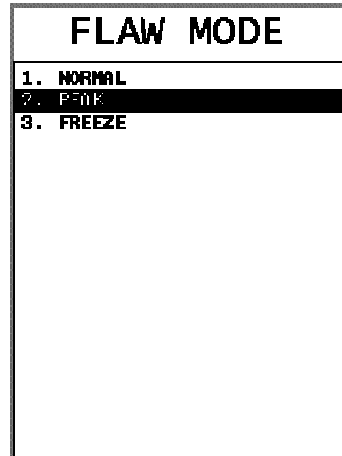 FLAW MODE
1. NORMAL
2. PEAK
3. FREEZE